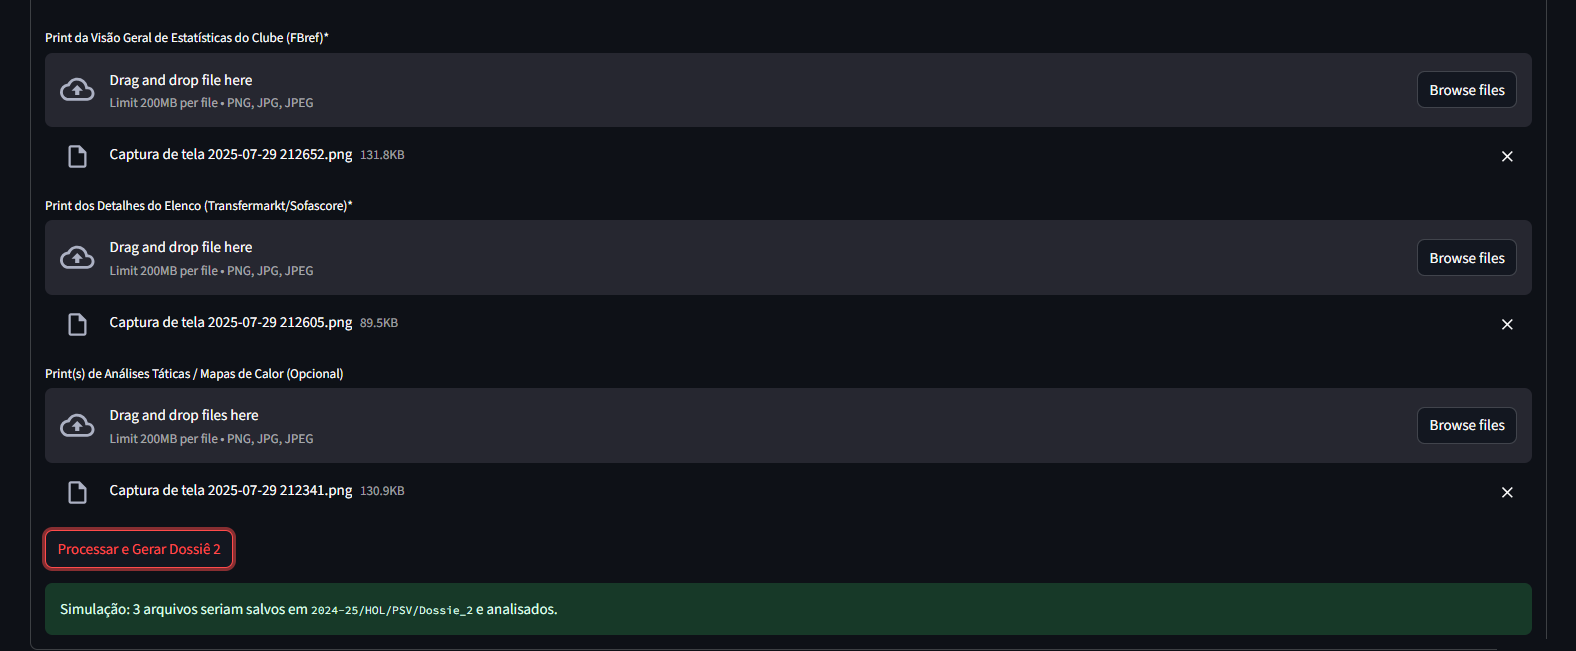 Print da Visão Geral de Estatísticas do Clube (FBref)*
Drag and drop file here
Limit 200MB per file • PNG, JPG, JPEG
Browse files
Captura de tela 2025-07-29 212652.png 131.8KB
Print dos Detalhes do Elenco (Transfermarkt/Sofascore)*
Drag and drop file here
Limit 200MB per file • PNG, JPG, JPEG
Browse files
Captura de tela 2025-07-29 212605.png 89.5KB
Print(s) de Análises Táticas / Mapas de Calor (Opcional)
Drag and drop files here
Limit 200MB per file • PNG, JPG, JPEG
Browse files
Captura de tela 2025-07-29 212341.png 130.9KB
Processar e Gerar Dossiê 2
Simulação: 3 arquivos seriam salvos em 2024-25/HOL/PSV/Dossie_2 e analisados.